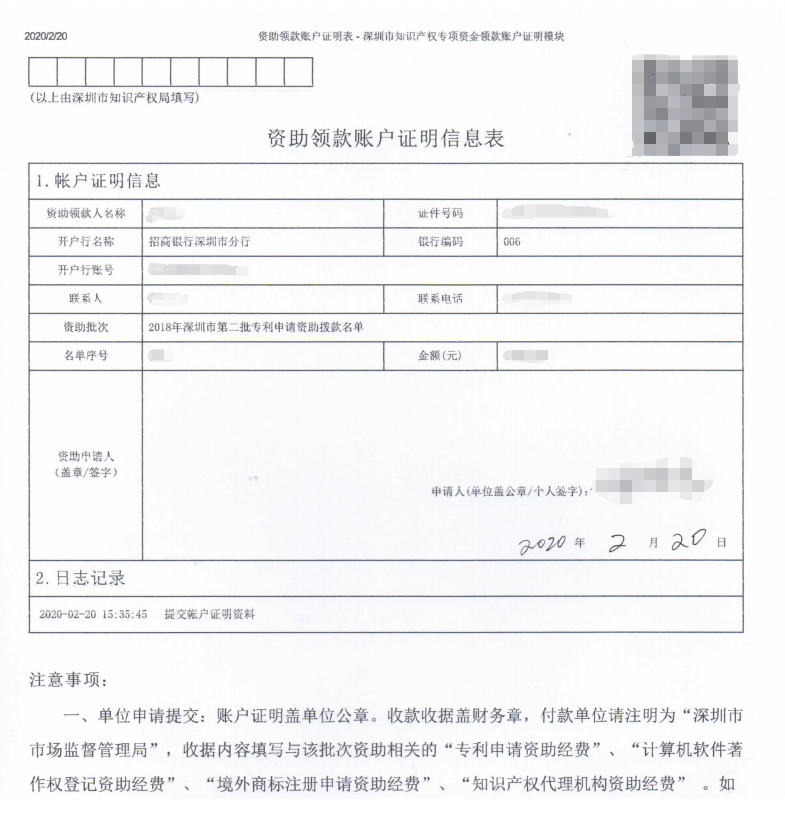 2020/2/20 资助领款账户证明表 - 深圳市知识产权专项资金领款账户证明模块
(以上由深圳市知识产权局填写)
资助领款账户证明信息表
1.帐户证明信息
资助领款人名称 证件号码
开户行名称 招商银行深圳市分行 银行编码 006
开户行账号
联系人 联系电话
资助批次 2018年深圳市第二批专利申请资助拨款名单
名单序号 金额(元)
资助申请人
(盖章/签字)
申请人(单位盖公章/个人签字):
2020 年 2 月 20 日
2.日志记录
2020-02-20 15:35:45 提交帐户证明资料
注意事项:
一、单位申请提交: 账户证明盖单位公章。收款收据盖财务章, 付款单位请注明为“深圳市
市场监督管理局”, 收据内容填写与该批次资助相关的“专利申请资助经费”、“计算机软件著
作权登记资助经费”、“境外商标注册申请资助经费”、“知识产权代理机构资助经费” 。如